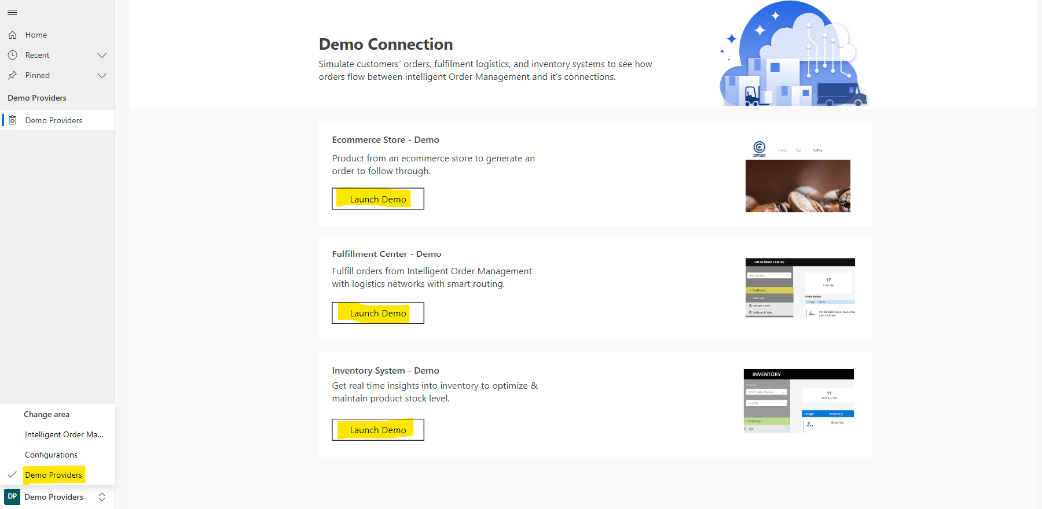 Home
Recent
Pinned
Demo Providers
Demo Providers
Demo Connection
Simulate customers' orders, fulfilment logistics, and inventory systems to see how
orders flow between intelligent Order Management and it's connections.
Ecommerce Store - Demo
Product from an ecommerce store to generate an
order to follow through.
Launch Demo
Home
Fulfillment Center - Demo
Fulfill orders from Intelligent Order Management
with logistics networks with smart routing.
Launch Demo
Inventory System - Demo
Get real time insights into inventory to optimize &
maintain product stock level.
Launch Demo
INVENTORY
Change area
Intelligent Order Ma...
Configurations
Demo Providers
DP Demo Providers